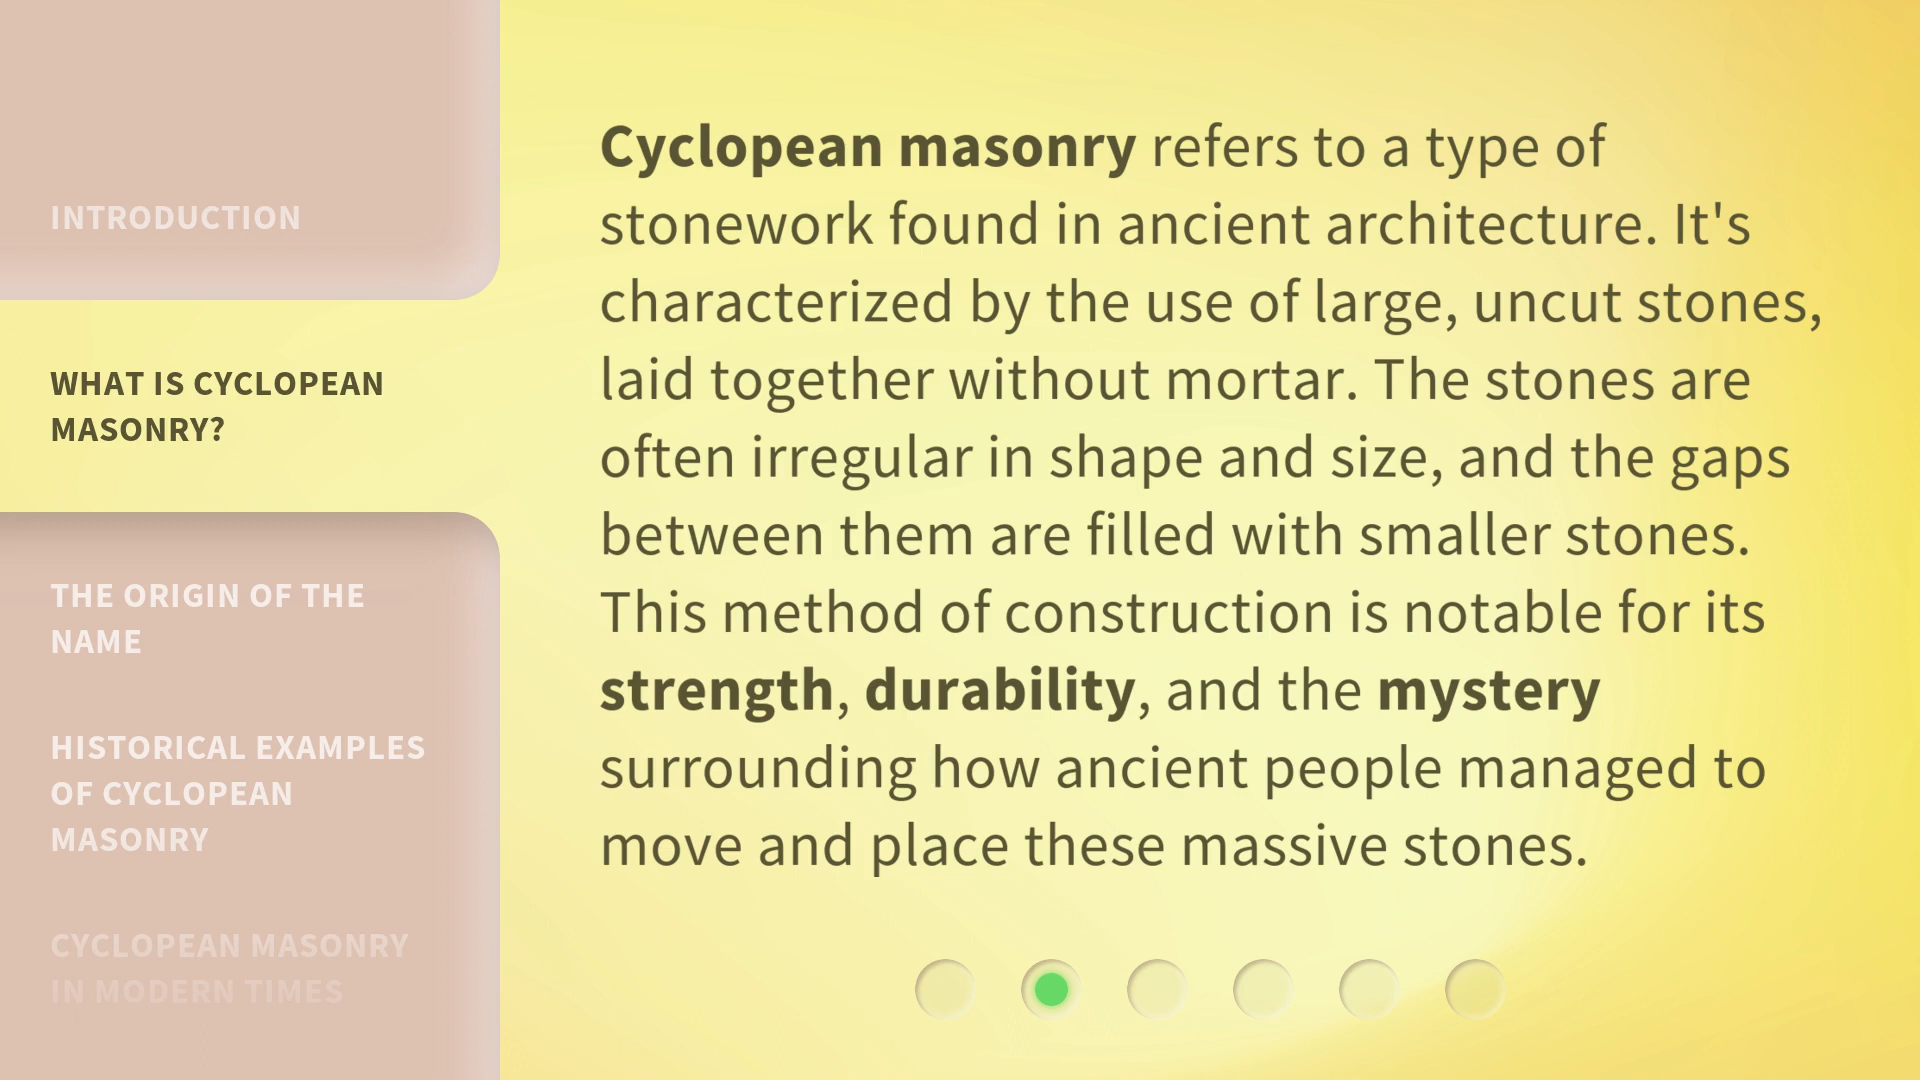 INTRODUCTION
WHAT IS CYCLOPEAN
MASONRY?
THE ORIGIN OF THE
NAME
HISTORICAL EXAMPLES
OF CYCLOPEAN
MASONRY
CYCLOPEAN MASONRY
IN MODERN TIMES
Cyclopean masonry refers to a type of
stonework found in ancient architecture. It's
characterized by the use of large, uncut stones,
laid together without mortar. The stones are
often irregular in shape and size, and the gaps
between them are filled with smaller stones.
This method of construction is notable for its
strength, durability, and the mystery
surrounding how ancient people managed to
move and place these massive stones.